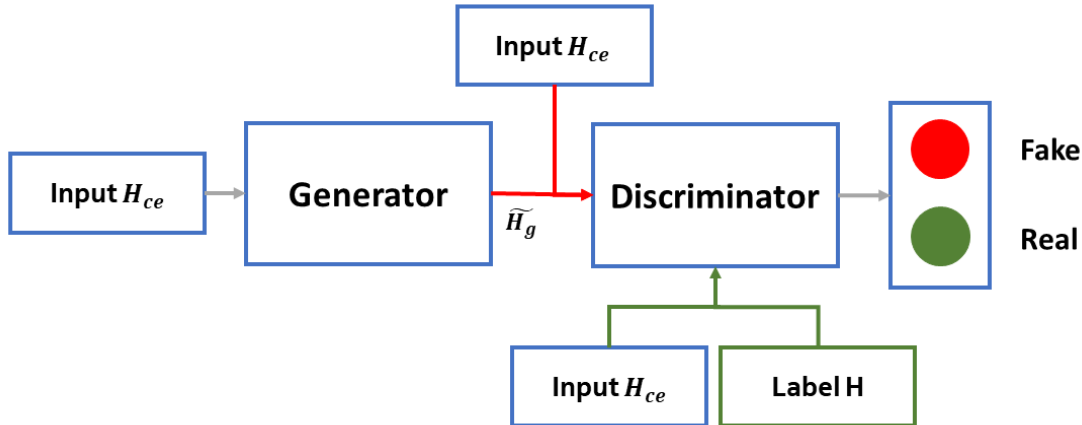 Input H_ce
Input H_ce
Generator
H̃_g
Discriminator
Fake
Real
Input H_ce
Label H